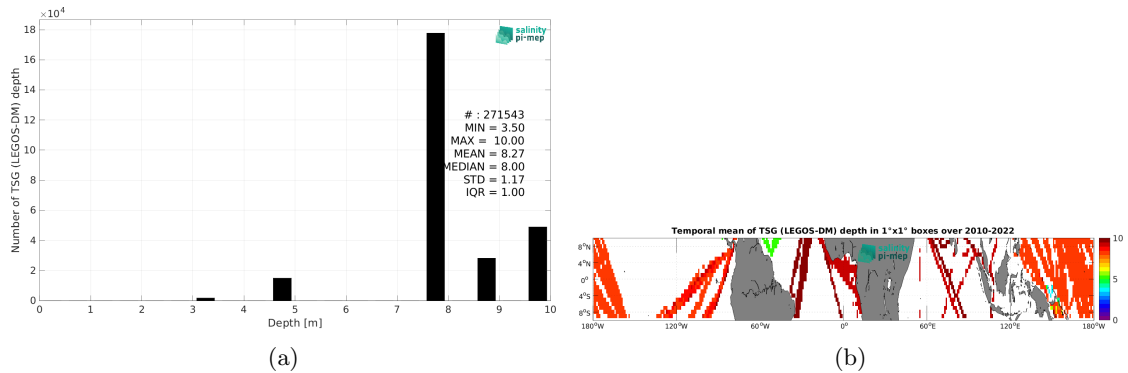 ×10⁴
18
16
14
12
10
8
6
4
2
0
Number of TSG (LEGOS-DM) depth
salinity
pi-mep
# : 271543
MIN = 3.50
MAX = 10.00
MEAN = 8.27
MEDIAN = 8.00
STD = 1.17
IQR = 1.00
0 1 2 3 4 5 6 7 8 9 10
Depth [m]
(a)
Temporal mean of TSG (LEGOS-DM) depth in 1°x1° boxes over 2010-2022
salinity
pi-mep
8°N
4°N
0°
4°S
8°S
180°W 120°W 60°W 0° 60°E 120°E 180°W
10
5
0
(b)